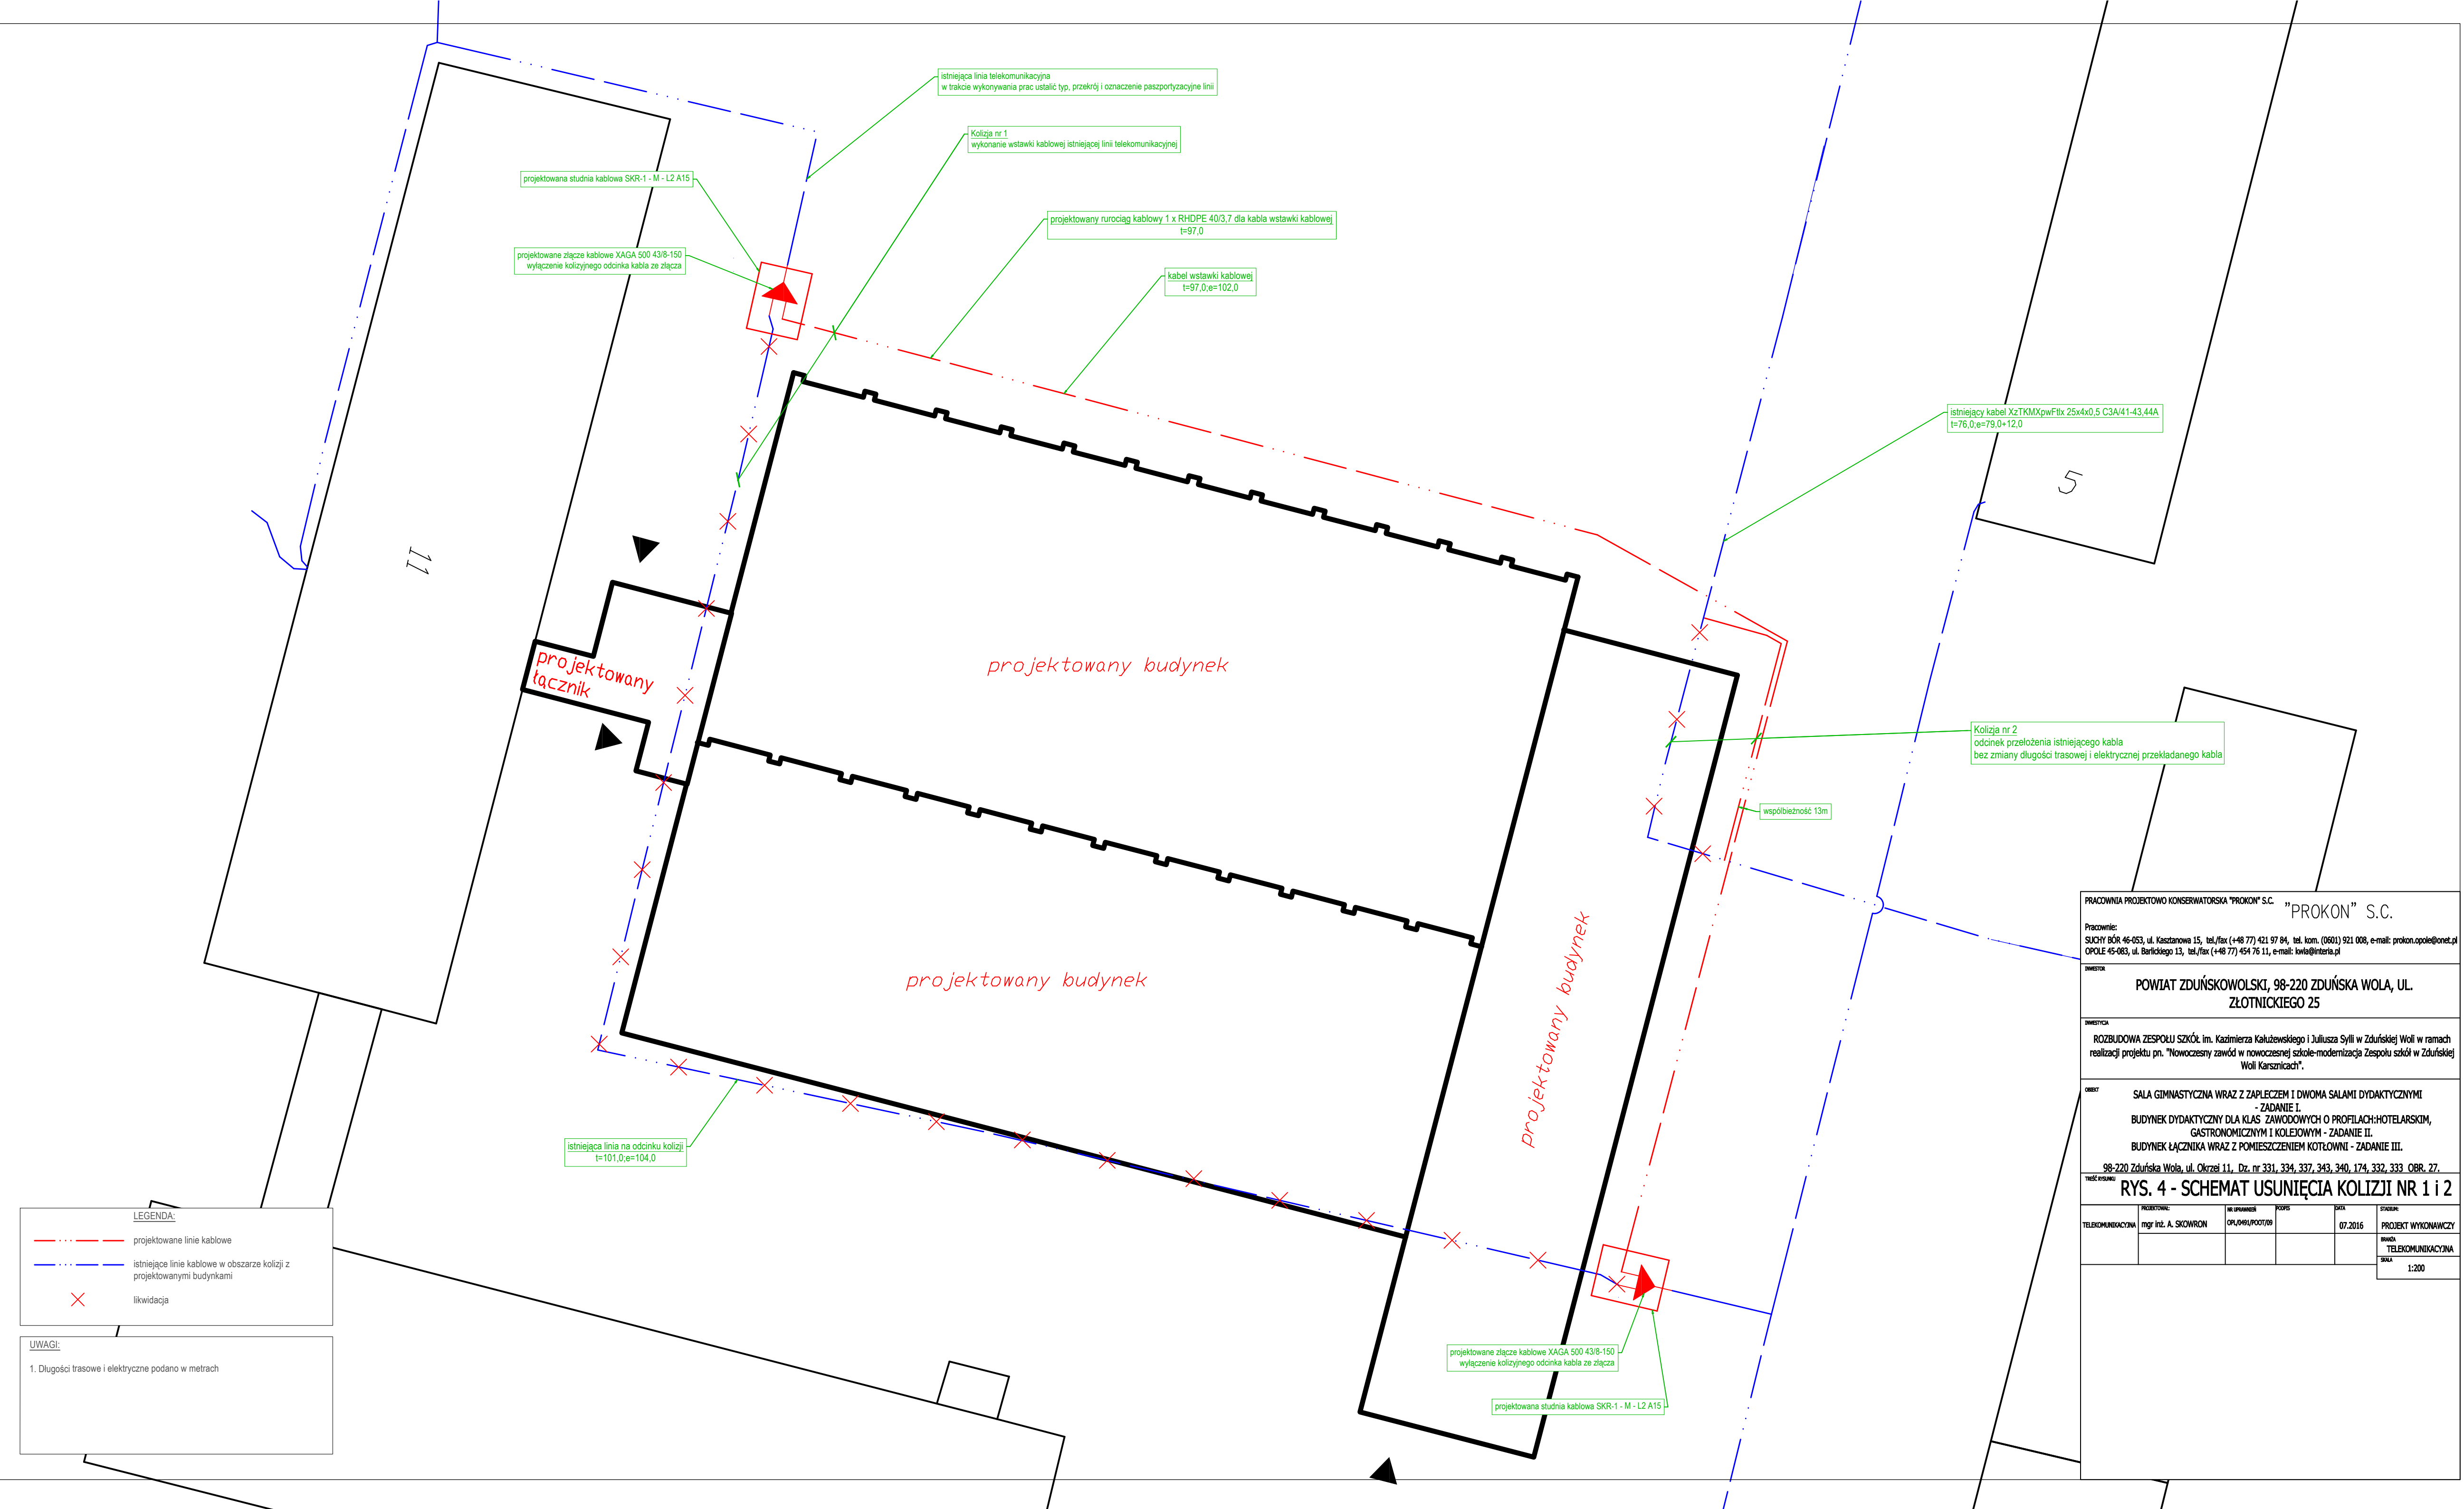 istniejąca linia telekomunikacyjna
w trakcie wykonywania prac ustalić typ, przekrój i oznaczenie paszportyzacyjne linii
Kolizja nr 1
wykonanie wstawki kablowej istniejącej linii telekomunikacyjnej
projektowana studnia kablowa SKR-1 - M - L2 A15
projektowany rurociąg kablowy 1 x RHDPE 40/3,7 dla kabla wstawki kablowej
t=97,0
projektowane złącze kablowe XAGA 500 43/8-150
wyłączenie kolizyjnego odcinka kabla ze złącza
kabel wstawki kablowej
t=97,0;e=102,0
istniejący kabel XzTKMXpwFtlx 25x4x0,5 C3A/41-43,44A
t=76,0;e=79,0+12,0
5
11
projektowany
łącznik
projektowany budynek
Kolizja nr 2
odcinek przełożenia istniejącego kabla
bez zmiany długości trasowej i elektrycznej przekładanego kabla
wspólbieżność 13m
projektowany budynek
projektowany budynek
istniejąca linia na odcinku kolizji
t=101,0;e=104,0
projektowane złącze kablowe XAGA 500 43/8-150
wyłączenie kolizyjnego odcinka kabla ze złącza
projektowana studnia kablowa SKR-1 - M - L2 A15
LEGENDA:
projektowane linie kablowe
istniejące linie kablowe w obszarze kolizji z
projektowanymi budynkami
likwidacja
UWAGI:
1. Długości trasowe i elektryczne podano w metrach
PRACOWNIA PROJEKTOWO KONSERWATORSKA "PROKON" S.C. "PROKON" S.C.
Pracownie:
SUCHY BÓR 46-053, ul. Kasztanowa 15, tel./fax (+48 77) 421 97 84, tel. kom. (0601) 921 008, e-mail: prokon.opole@onet.pl
OPOLE 45-083, ul. Barlickiego 13, tel./fax (+48 77) 454 76 11, e-mail: kwla@interia.pl
INWESTOR
POWIAT ZDUŃSKOWOLSKI, 98-220 ZDUŃSKA WOLA, UL.
ZŁOTNICKIEGO 25
INWESTYCJA
ROZBUDOWA ZESPOŁU SZKÓŁ im. Kazimierza Kałużewskiego i Juliusza Sylli w Zduńskiej Woli w ramach
realizacji projektu pn. "Nowoczesny zawód w nowoczesnej szkole-modernizacja Zespołu szkół w Zduńskiej
Woli Karsznicach".
OBIEKT
SALA GIMNASTYCZNA WRAZ Z ZAPLECZEM I DWOMA SALAMI DYDAKTYCZNYMI
- ZADANIE I.
BUDYNEK DYDAKTYCZNY DLA KLAS ZAWODOWYCH O PROFILACH:HOTELARSKIM,
GASTRONOMICZNYM I KOLEJOWYM - ZADANIE II.
BUDYNEK ŁĄCZNIKA WRAZ Z POMIESZCZENIEM KOTŁOWNI - ZADANIE III.
98-220 Zduńska Wola, ul. Okrzei 11, Dz. nr 331, 334, 337, 343, 340, 174, 332, 333 OBR. 27.
TREŚĆ RYSUNKU
RYS. 4 - SCHEMAT USUNIĘCIA KOLIZJI NR 1 i 2
PROJEKTOWAŁ: NR UPRAWNIEŃ PODPIS DATA STADIUM:
TELEKOMUNIKACYJNA mgr inż. A. SKOWRON OPL/0491/POOT/09 07.2016 PROJEKT WYKONAWCZY
BRANŻA
TELEKOMUNIKACYJNA
SKALA
1:200